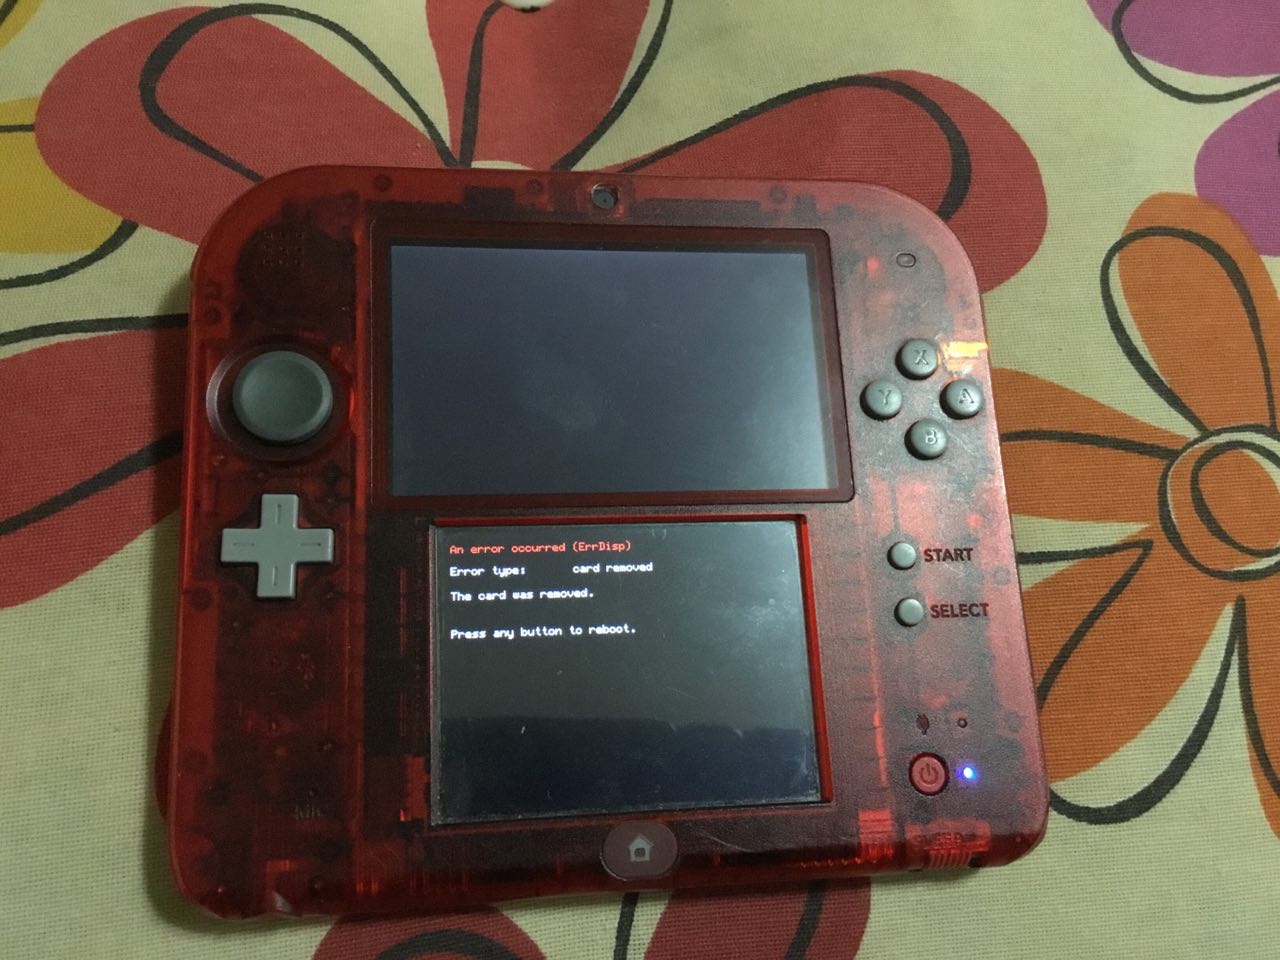 X
Y
A
B
An error occurred (ErrDisp)
Error type: card removed
The card was removed.
Press any button to reboot.
START
SELECT
MIC